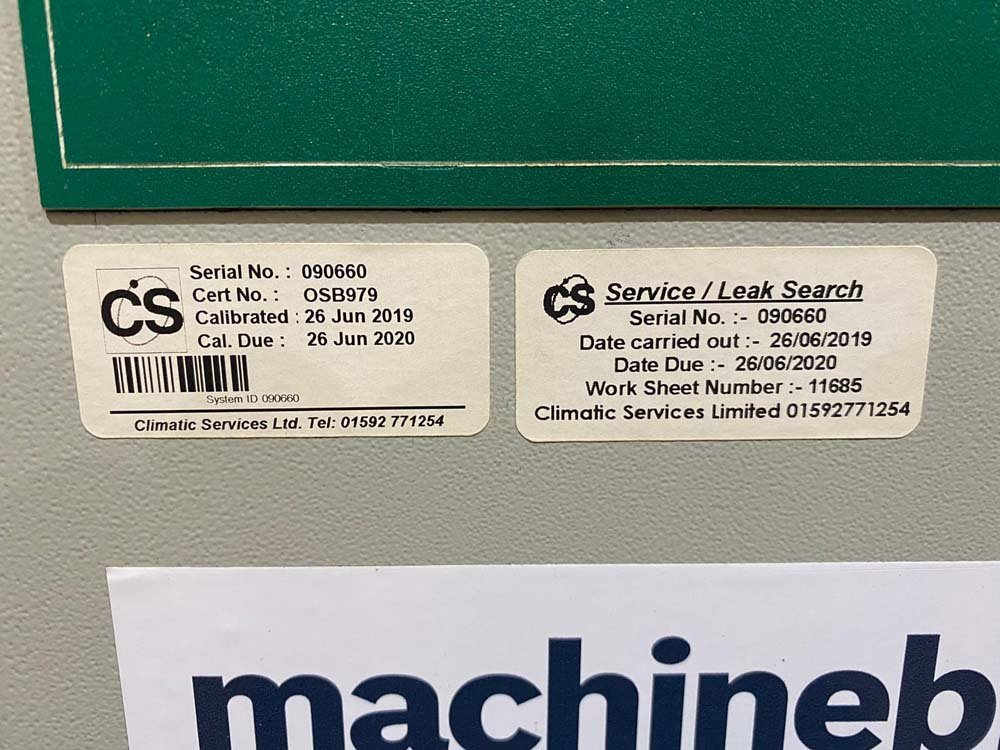 CS
Serial No. : 090660
Cert No. : OSB979
Calibrated : 26 Jun 2019
Cal. Due : 26 Jun 2020
System ID 090660
Climatic Services Ltd. Tel: 01592 771254
CS Service / Leak Search
Serial No. :- 090660
Date carried out :- 26/06/2019
Date Due :- 26/06/2020
Work Sheet Number :- 11685
Climatic Services Limited 01592771254
machineb